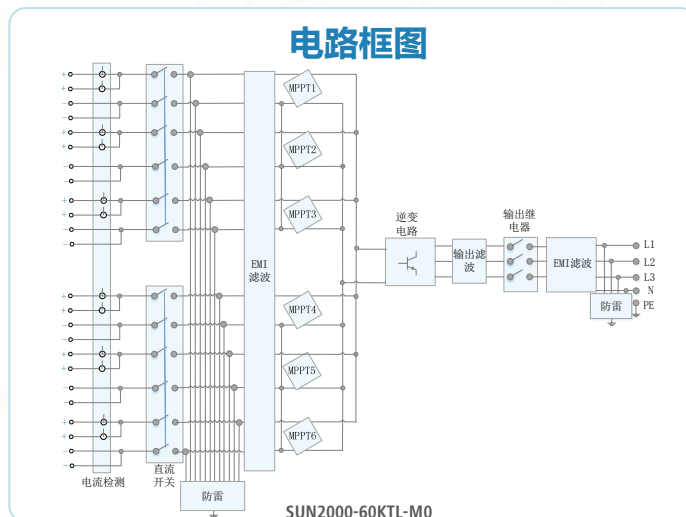 电路框图
MPPT1
MPPT2
MPPT3
MPPT4
MPPT5
MPPT6
EMI
滤波
逆变
电路
输出滤
波
输出继
电器
EMI滤波
L1
L2
L3
N
PE
防雷
电流检测
直流
开关
防雷
SUN2000-60KTL-M0